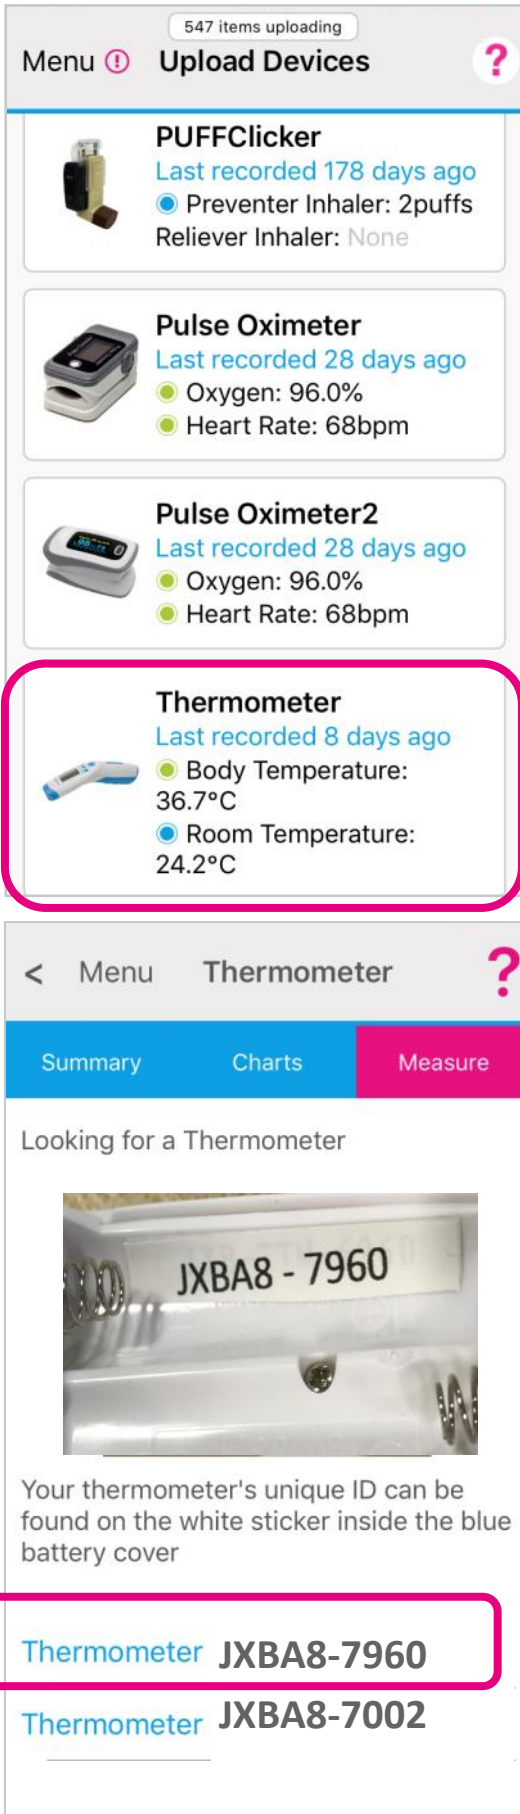 547 items uploading
Menu ! Upload Devices ?
PUFFClicker
Last recorded 178 days ago
Preventer Inhaler: 2puffs
Reliever Inhaler: None
Pulse Oximeter
Last recorded 28 days ago
Oxygen: 96.0%
Heart Rate: 68bpm
Pulse Oximeter2
Last recorded 28 days ago
Oxygen: 96.0%
Heart Rate: 68bpm
Thermometer
Last recorded 8 days ago
Body Temperature:
36.7°C
Room Temperature:
24.2°C
< Menu Thermometer ?
Summary Charts Measure
Looking for a Thermometer
JXBA8 - 7960
Your thermometer's unique ID can be
found on the white sticker inside the blue
battery cover
Thermometer JXBA8-7960
Thermometer JXBA8-7002